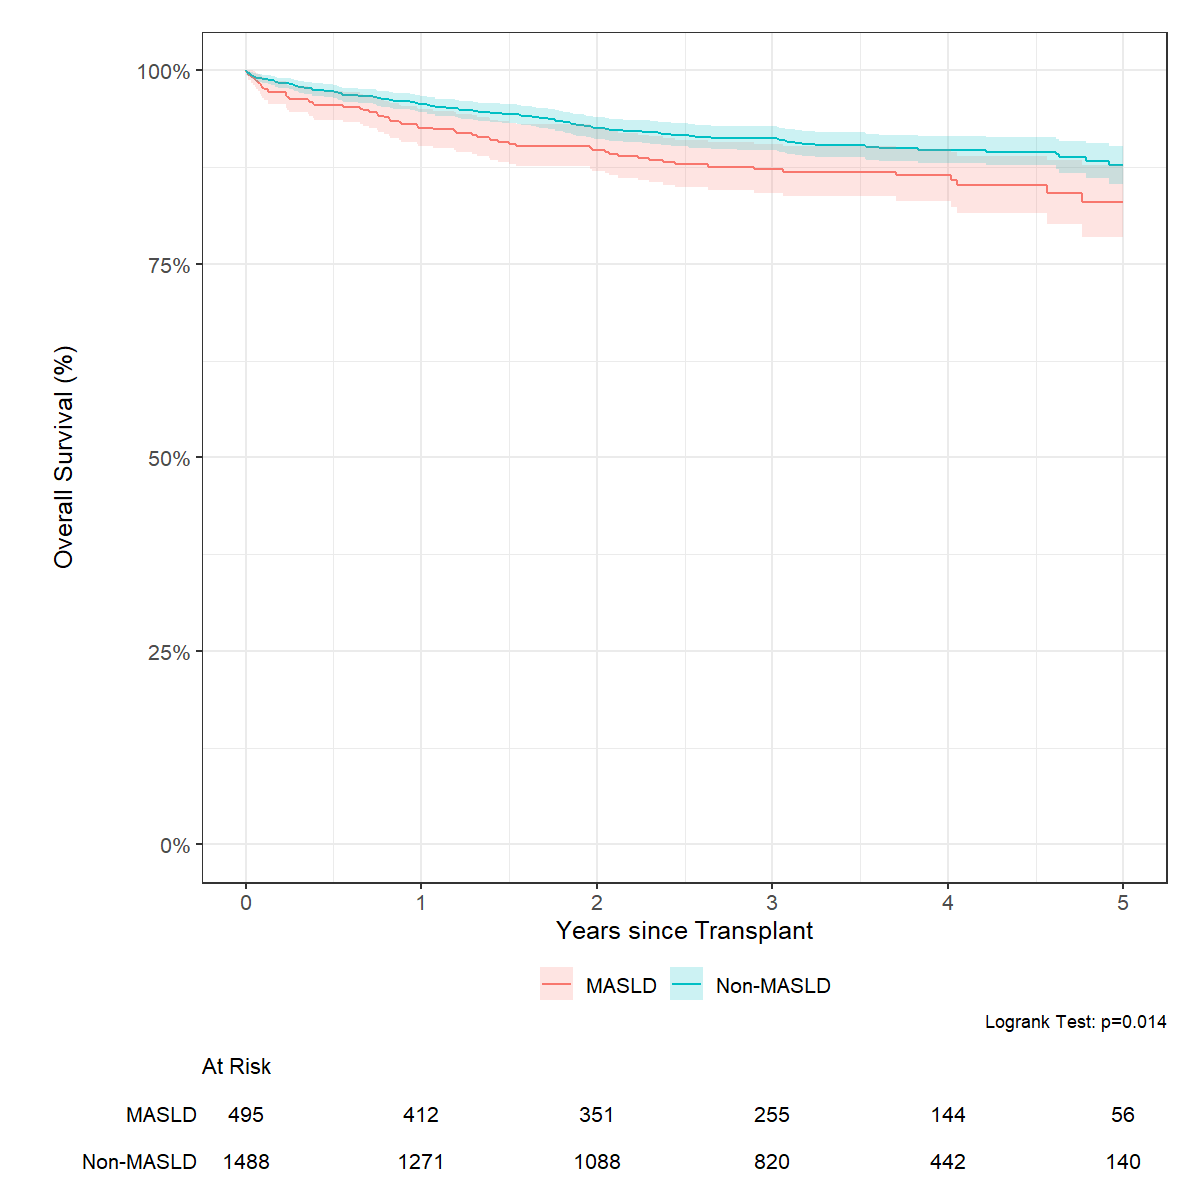 100%
75%
50%
25%
0%
Overall Survival (%)
0 1 2 3 4 5
Years since Transplant
MASLD Non-MASLD
Logrank Test: p=0.014
At Risk
MASLD 495 412 351 255 144 56
Non-MASLD 1488 1271 1088 820 442 140